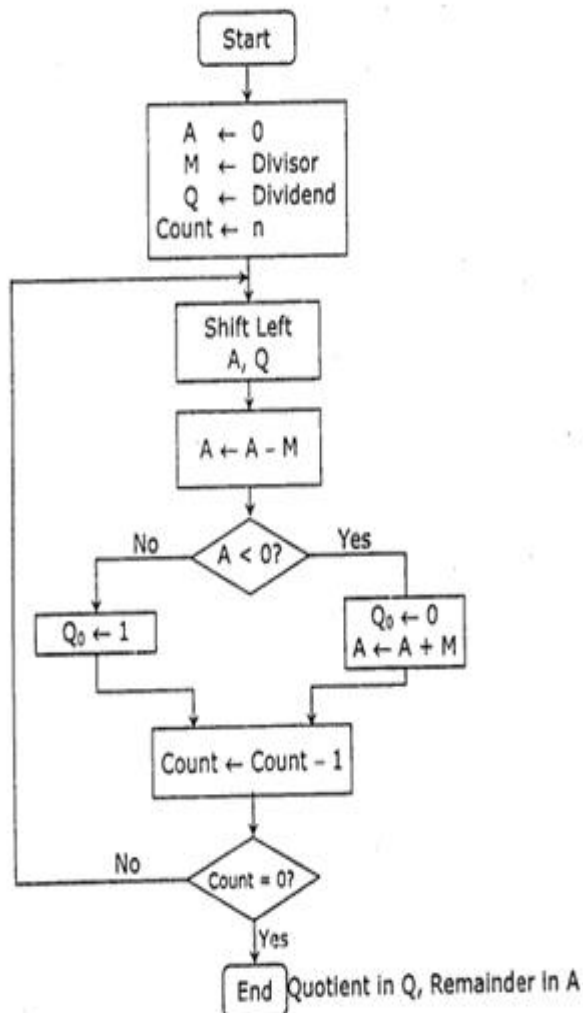 Start
A ← 0
M ← Divisor
Q ← Dividend
Count ← n
Shift Left
A, Q
A ← A – M
A < 0?
No
Yes
Q₀ ← 1
Q₀ ← 0
A ← A + M
Count ← Count – 1
Count = 0?
No
Yes
End
Quotient in Q, Remainder in A